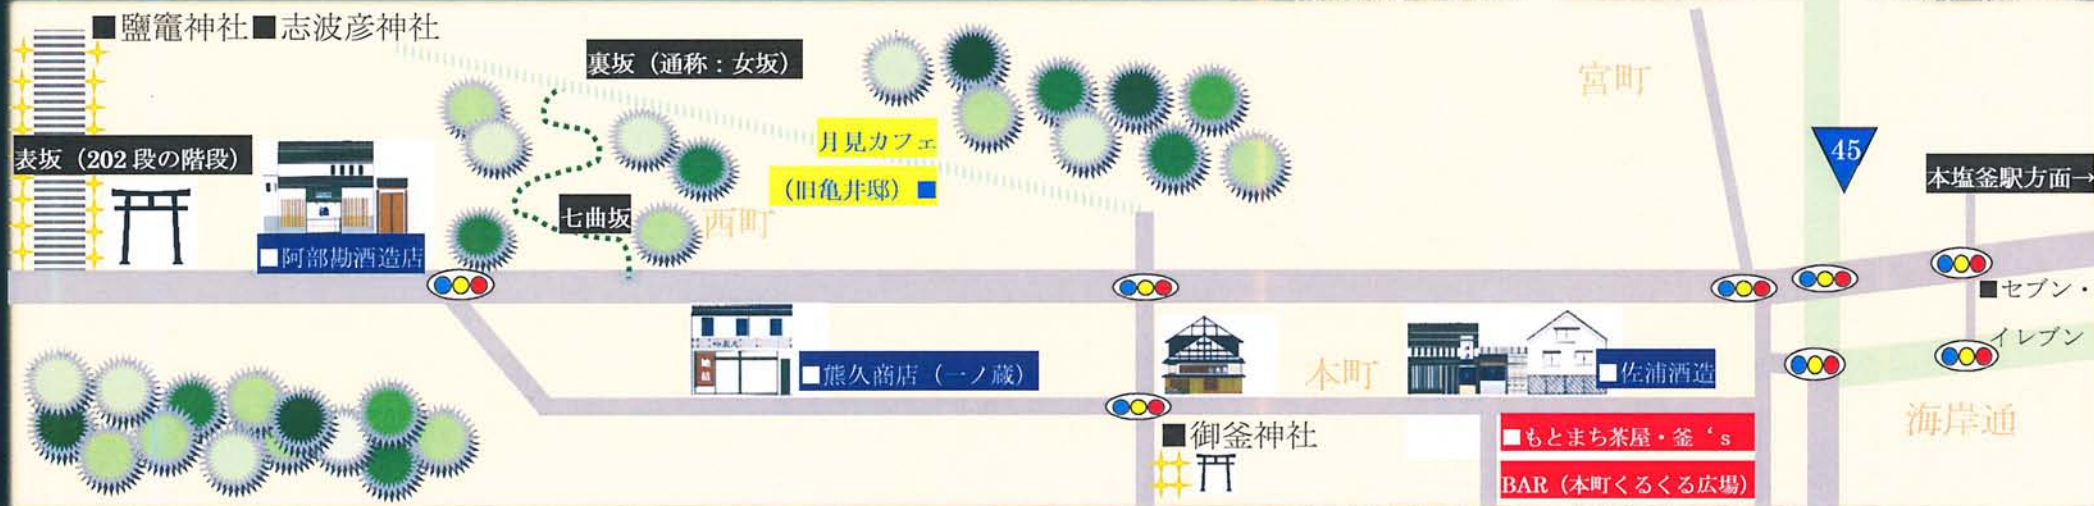 ■鹽竈神社■志波彦神社
裏坂（通称：女坂）
宮町
月見カフェ
（旧亀井邸）■
45
表坂（202段の階段）
本塩釜駅方面→
七曲坂
西町
■阿部勘酒造店
■セブン・
イレブン
■熊久商店（一ノ蔵）
本町
■佐浦酒造
海岸通
■御釜神社
■もとまち茶屋・釜‘s
BAR（本町くるくる広場）